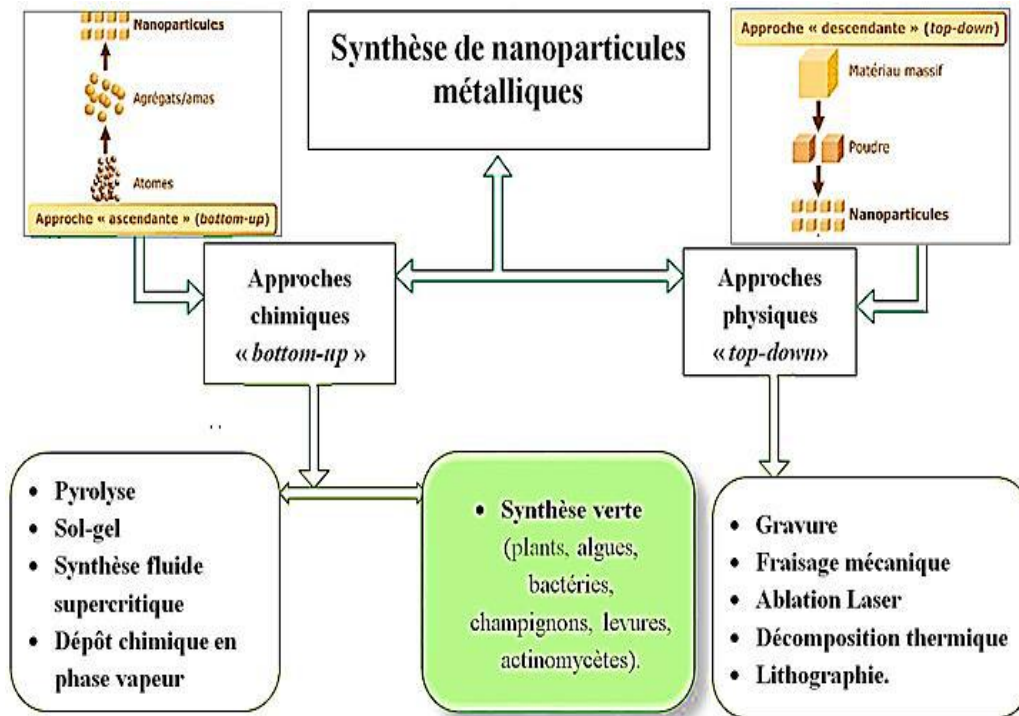 Nanoparticules
Agrégats/amas
Atomes
Approche « ascendante » (bottom-up)
Synthèse de nanoparticules
métalliques
Approche « descendante » (top-down)
Matériau massif
Poudre
Nanoparticules
Approches
chimiques
« bottom-up »
Approches
physiques
« top-down»
• Pyrolyse
• Sol-gel
• Synthèse fluide
supercritique
• Dépôt chimique en
phase vapeur
• Synthèse verte
(plants, algues,
bactéries,
champignons, levures,
actinomycètes).
• Gravure
• Fraisage mécanique
• Ablation Laser
• Décomposition thermique
• Lithographie.